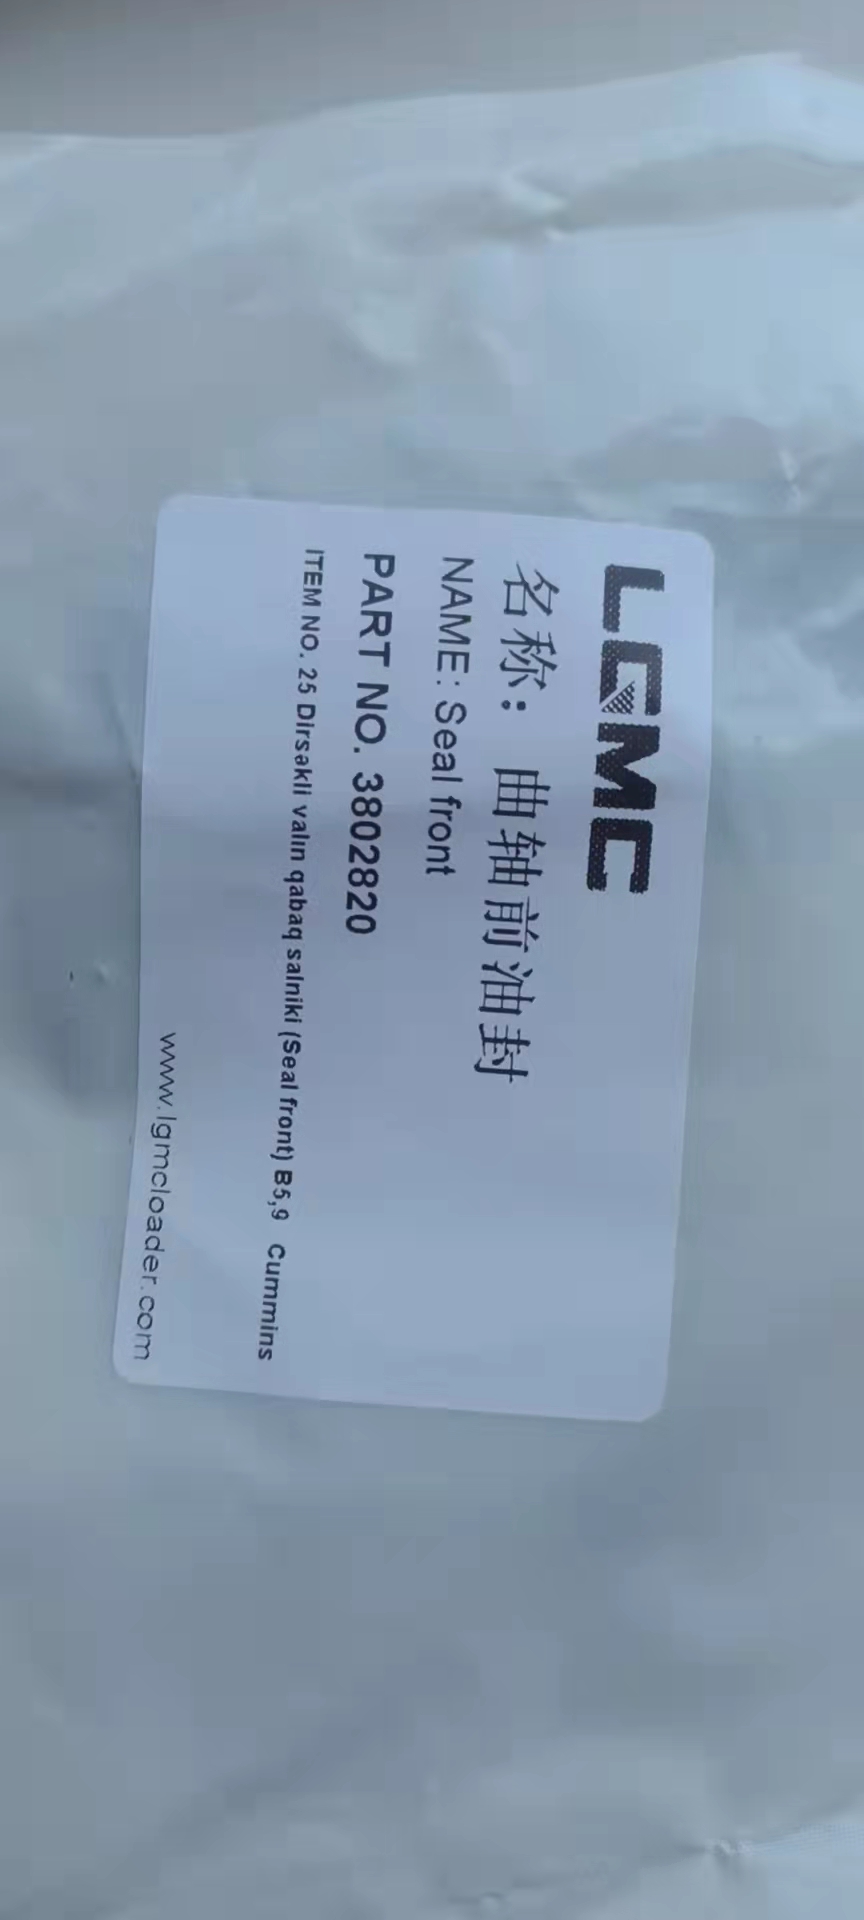 LGMC
名称：曲轴前油封
NAME: Seal front
PART NO. 3802820
ITEM NO. 25 Dirsəkli valın qabaq salniki (Seal front) B5,9 Cummins
www.lgmcloader.com